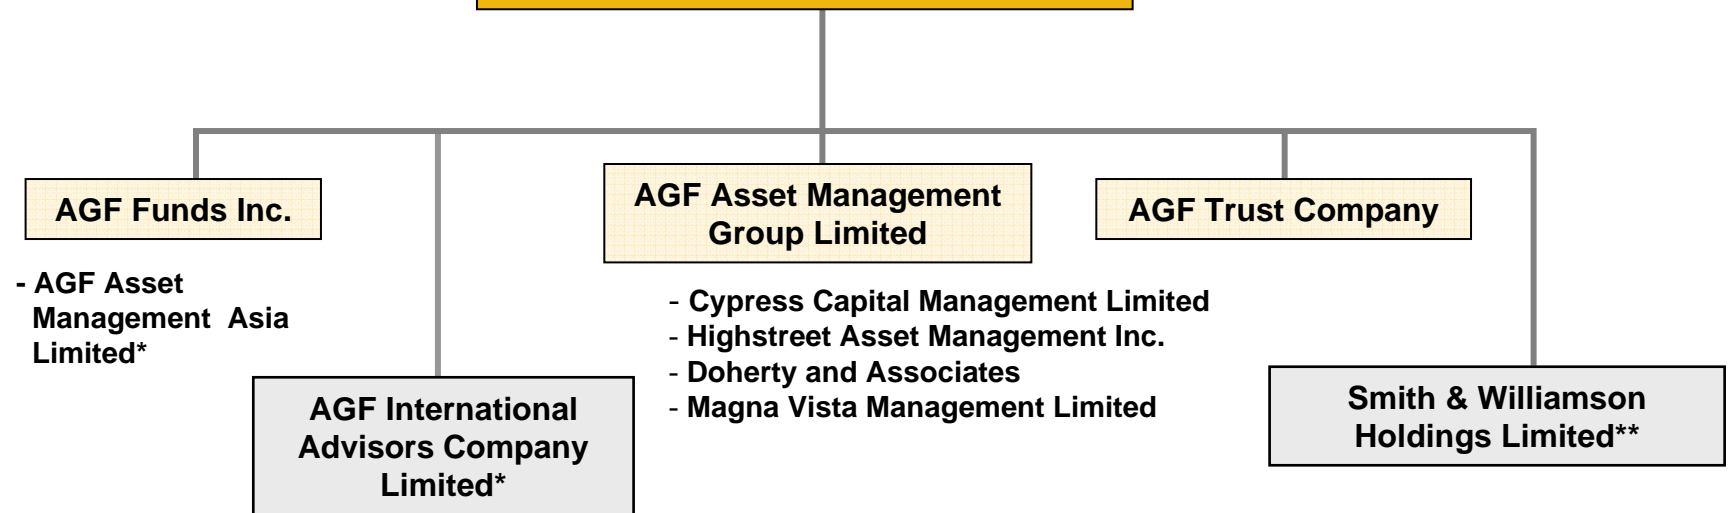 AGF Funds Inc.
- AGF Asset
Management Asia
Limited*
AGF International
Advisors Company
Limited*
AGF Asset Management
Group Limited
- Cypress Capital Management Limited
- Highstreet Asset Management Inc.
- Doherty and Associates
- Magna Vista Management Limited
AGF Trust Company
Smith & Williamson
Holdings Limited**